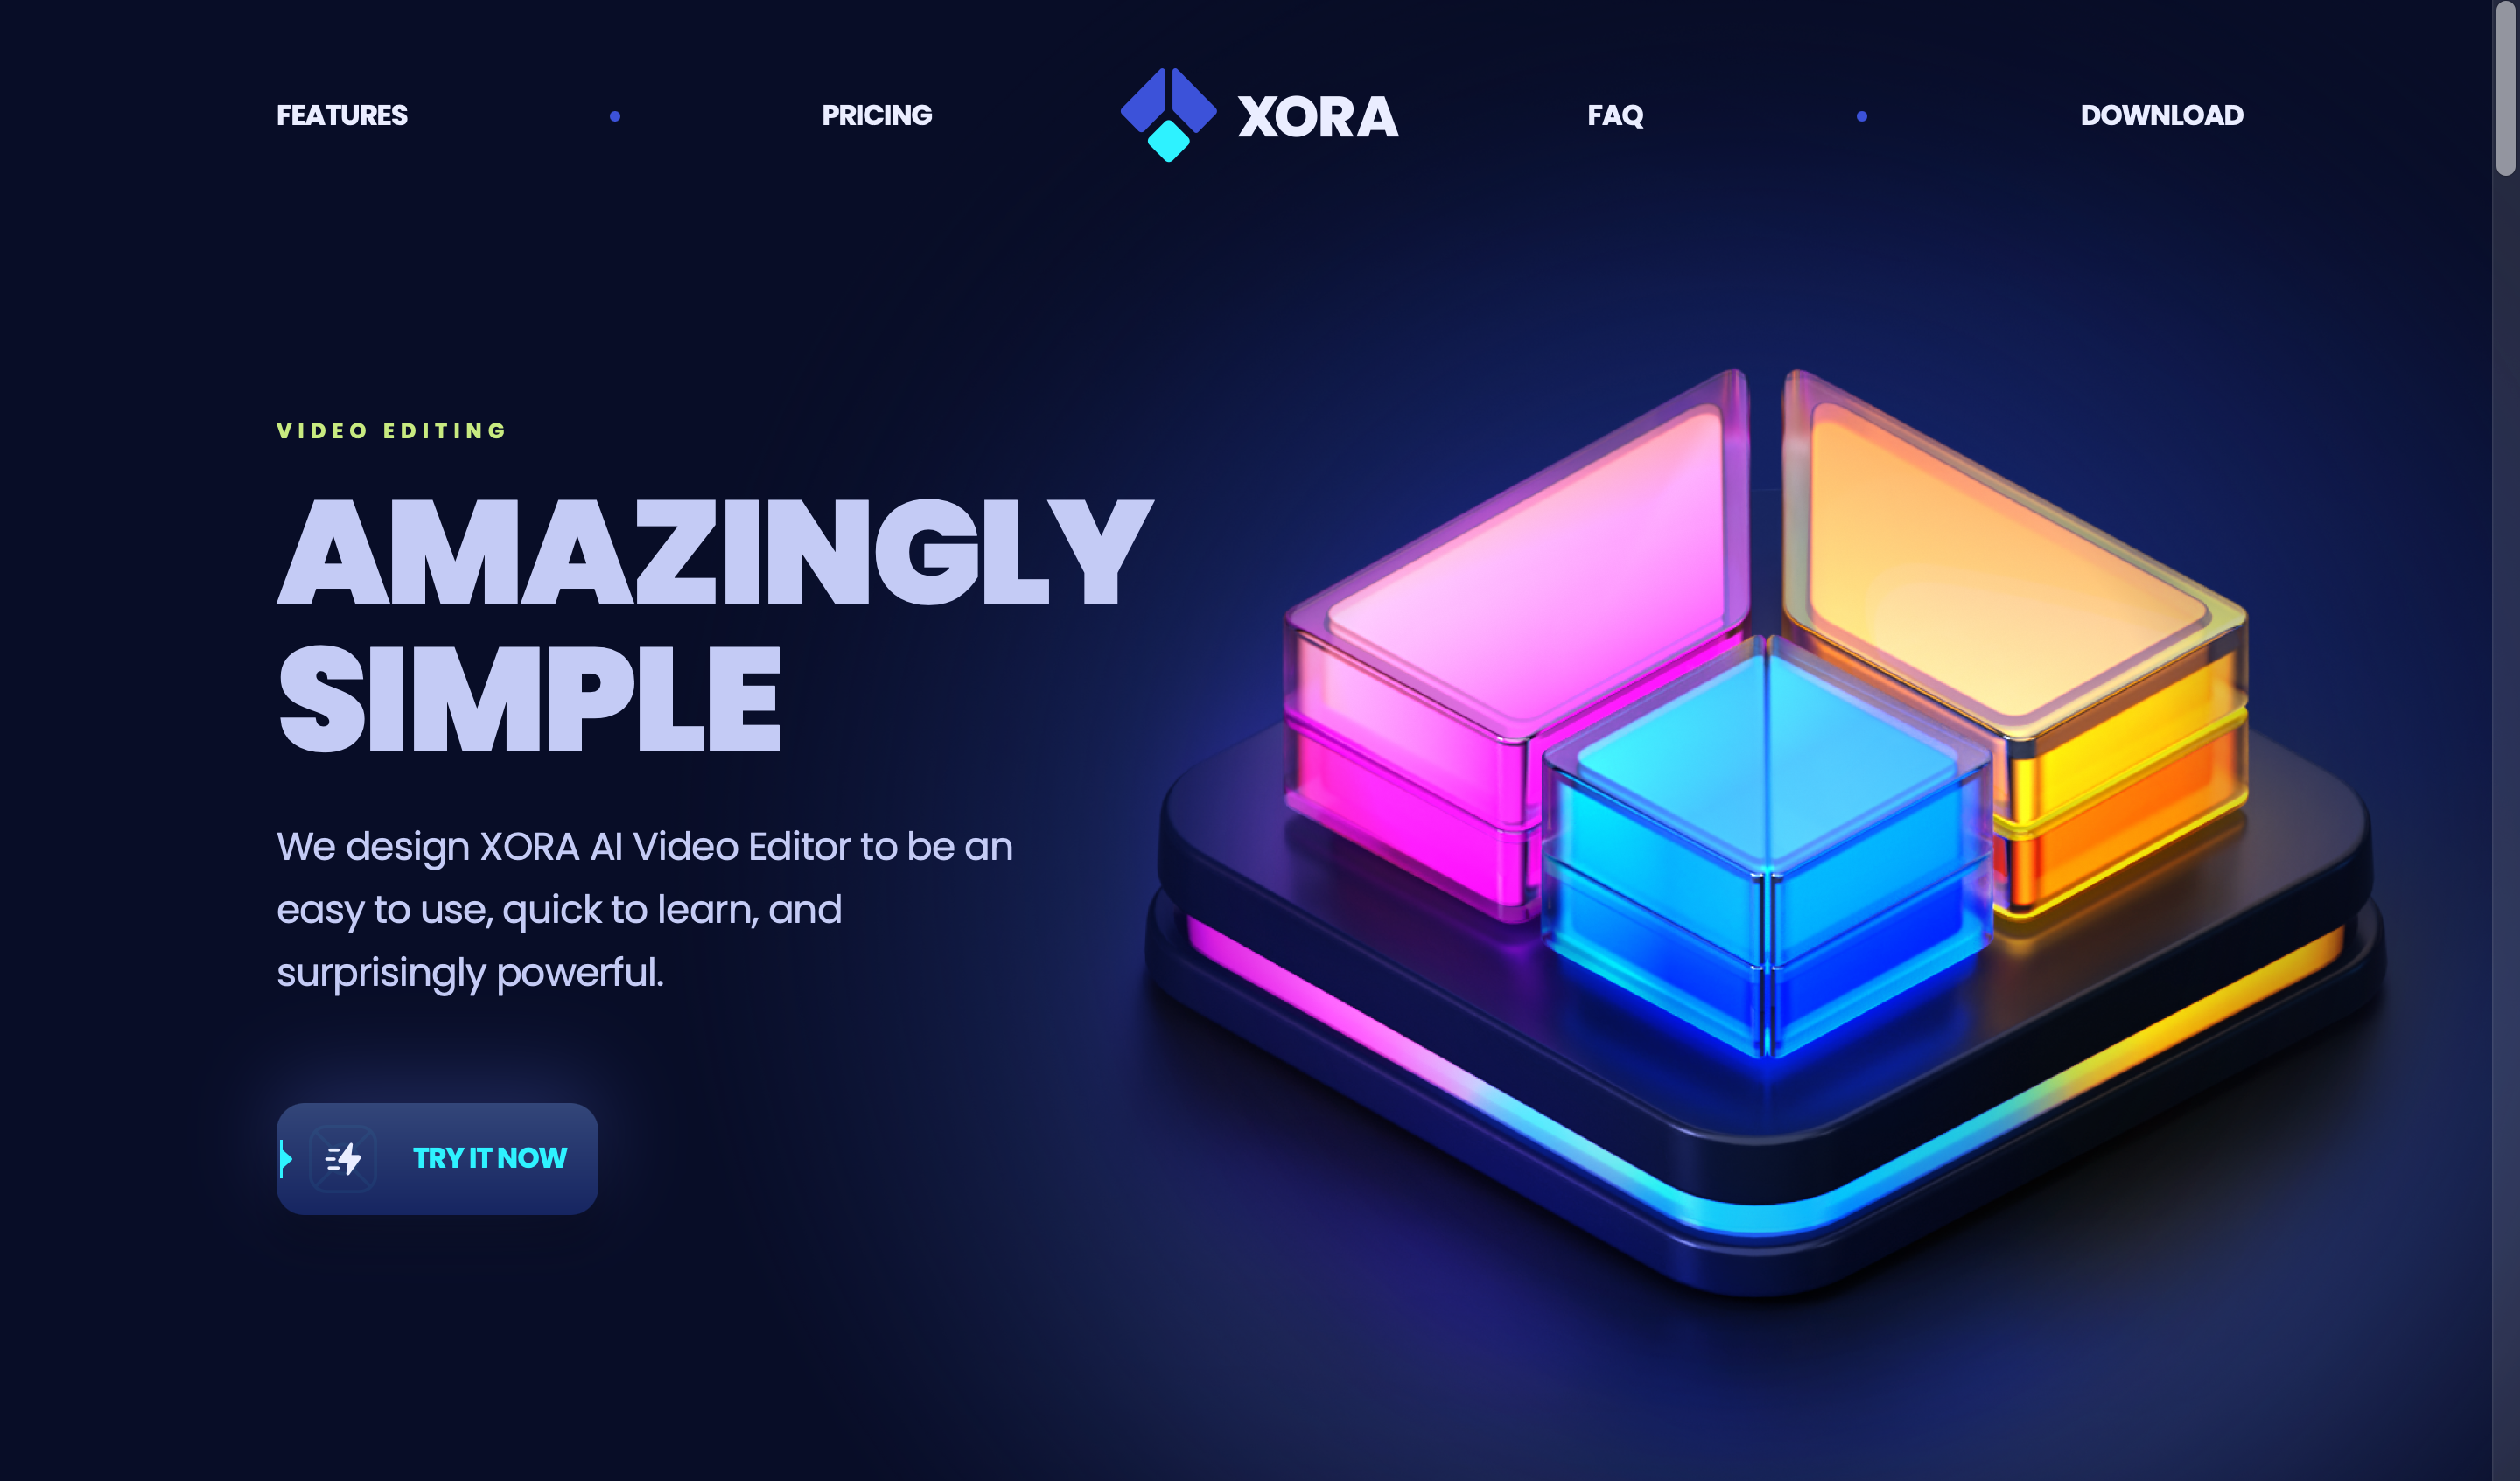 FEATURES
PRICING
XORA
FAQ
DOWNLOAD
VIDEO EDITING
AMAZINGLY
SIMPLE
We design XORA AI Video Editor to be an
easy to use, quick to learn, and
surprisingly powerful.
TRY IT NOW